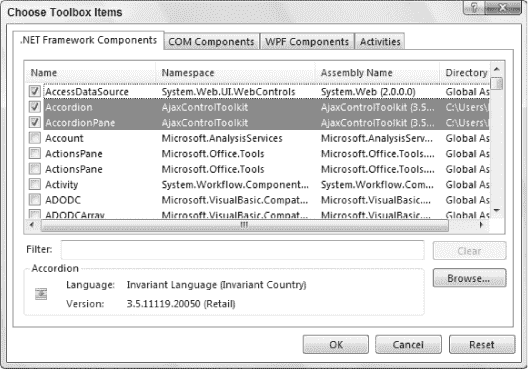 Choose Toolbox Items
.NET Framework Components COM Components WPF Components Activities
Name Namespace Assembly Name Directory
AccessDataSource System.Web.UI.WebControls System.Web (2.0.0.0) Global As
Accordion AjaxControlToolkit AjaxControlToolkit (3.5... C:\Users\
AccordionPane AjaxControlToolkit AjaxControlToolkit (3.5... C:\Users\
Account Microsoft.AnalysisServices Microsoft.AnalysisServ... Global As
ActionsPane Microsoft.Office.Tools Microsoft.Office.Tools.... Global As
ActionsPane Microsoft.Office.Tools Microsoft.Office.Tools.... Global As
Activity System.Workflow.Component... System.Workflow.Com... Global As
ADODC Microsoft.VisualBasic.Compat... Microsoft.VisualBasic.... Global As
ADODCArray Microsoft.VisualBasic.Compat... Microsoft.VisualBasic.... Global As
Filter: Clear
Accordion
Language: Invariant Language (Invariant Country)
Browse...
Version: 3.5.11119.20050 (Retail)
OK Cancel Reset